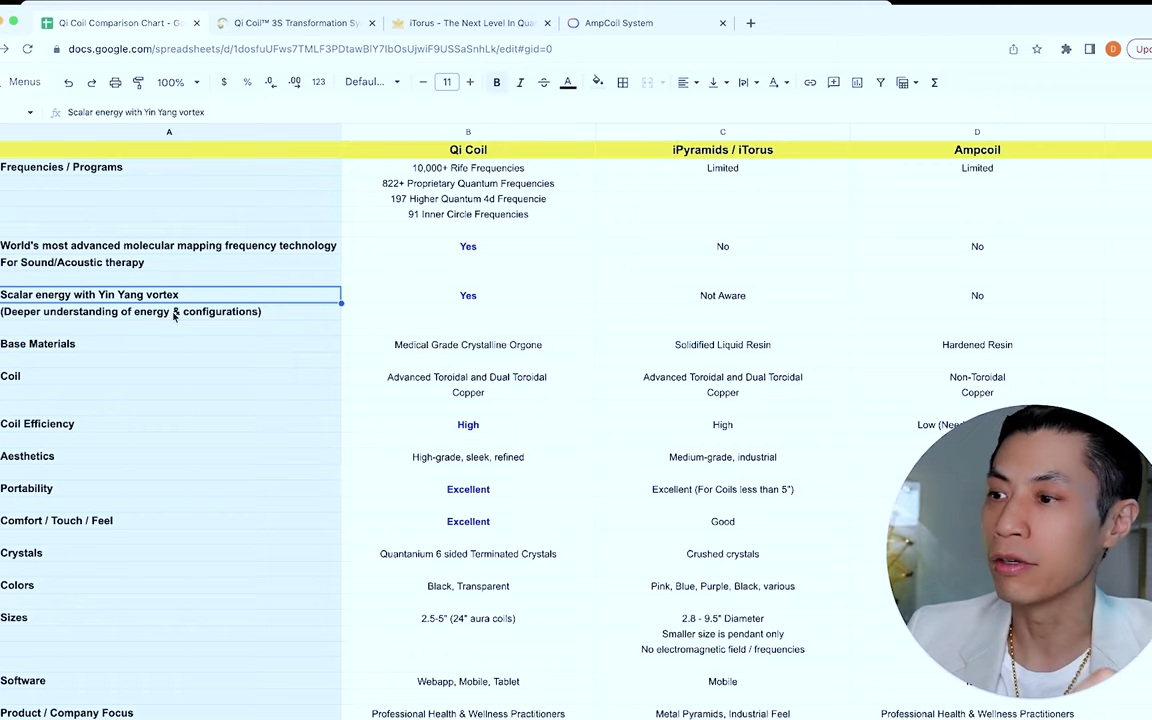 Qi Coil Comparison Chart - Go
Qi Coil™ 3S Transformation Sy
iTorus - The Next Level In Qua
AmpCoil System
docs.google.com/spreadsheets/d/1dosfuUFws7TMLF3PDtawBlY7IbOsUjwiF9USSaSnhLk/edit#gid=0
D
Upd
Menus
100%
$
%
.0
.00
123
Defaul...
11
B
I
A
Scalar energy with Yin Yang vortex
A
B
C
D
Qi Coil
iPyramids / iTorus
Ampcoil
Frequencies / Programs
10,000+ Rife Frequencies
Limited
Limited
822+ Proprietary Quantum Frequencies
197 Higher Quantum 4d Frequencie
91 Inner Circle Frequencies
World's most advanced molecular mapping frequency technology
Yes
No
No
For Sound/Acoustic therapy
Scalar energy with Yin Yang vortex
Yes
Not Aware
No
(Deeper understanding of energy & configurations)
Base Materials
Medical Grade Crystalline Orgone
Solidified Liquid Resin
Hardened Resin
Coil
Advanced Toroidal and Dual Toroidal
Advanced Toroidal and Dual Toroidal
Non-Toroidal
Copper
Copper
Copper
Coil Efficiency
High
High
Low
Aesthetics
High-grade, sleek, refined
Medium-grade, industrial
Portability
Excellent
Excellent (For Coils less than 5")
Comfort / Touch / Feel
Excellent
Good
Crystals
Quantanium 6 sided Terminated Crystals
Crushed crystals
Colors
Black, Transparent
Pink, Blue, Purple, Black, various
Sizes
2.5-5" (24" aura coils)
2.8 - 9.5" Diameter
Smaller size is pendant only
No electromagnetic field / frequencies
Software
Webapp, Mobile, Tablet
Mobile
Product / Company Focus
Professional Health & Wellness Practitioners
Metal Pyramids, Industrial Feel
Professional Health & Wellness Practitioners